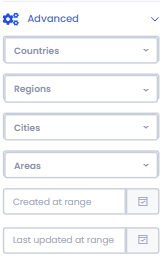 Advanced
Countries
Regions
Cities
Areas
Created at range
Last updated at range